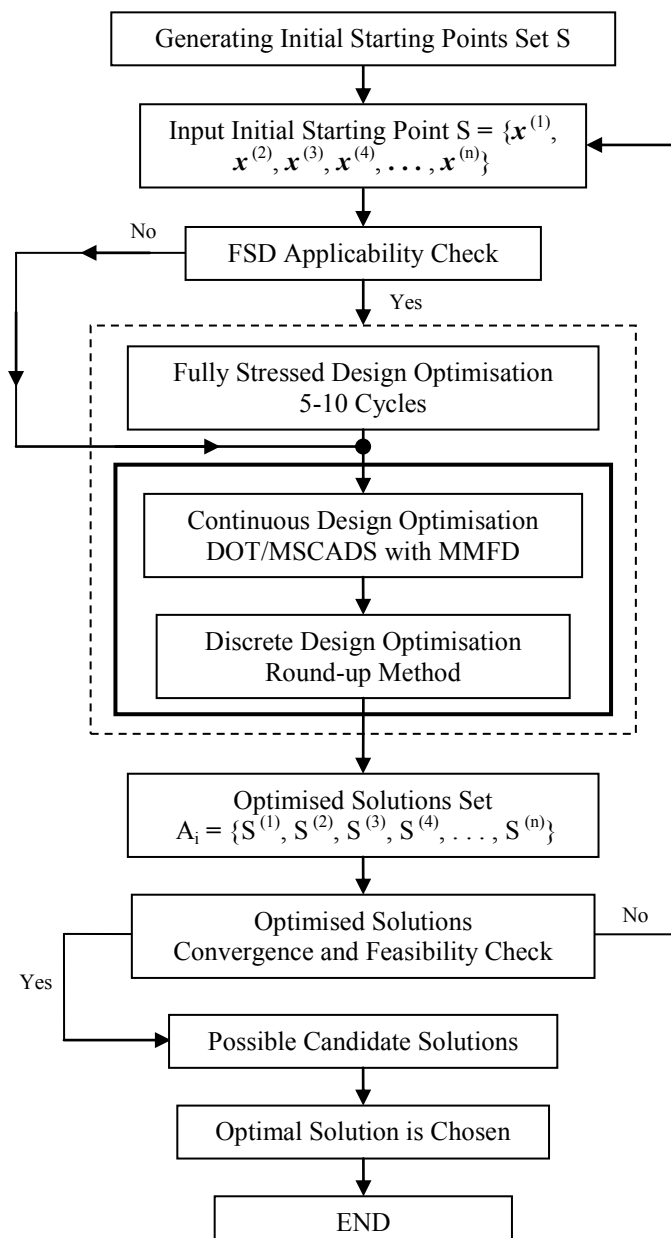 Generating Initial Starting Points Set S
Input Initial Starting Point S = {x⁽¹⁾,
x⁽²⁾, x⁽³⁾, x⁽⁴⁾, . . . , x⁽ⁿ⁾}
No
FSD Applicability Check
Yes
Fully Stressed Design Optimisation
5-10 Cycles
Continuous Design Optimisation
DOT/MSCADS with MMFD
Discrete Design Optimisation
Round-up Method
Optimised Solutions Set
Aᵢ = {S⁽¹⁾, S⁽²⁾, S⁽³⁾, S⁽⁴⁾, . . . , S⁽ⁿ⁾}
Optimised Solutions
Convergence and Feasibility Check
No
Yes
Possible Candidate Solutions
Optimal Solution is Chosen
END